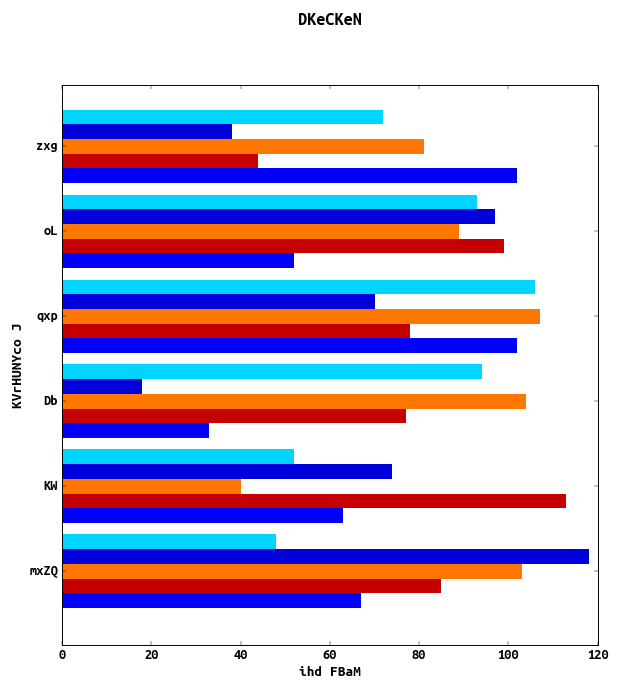 DKeCKeN
zxg
oL
qxp
Db
KW
mxZQ
KVrHUNYco J
0 20 40 60 80 100 120
ihd FBaM